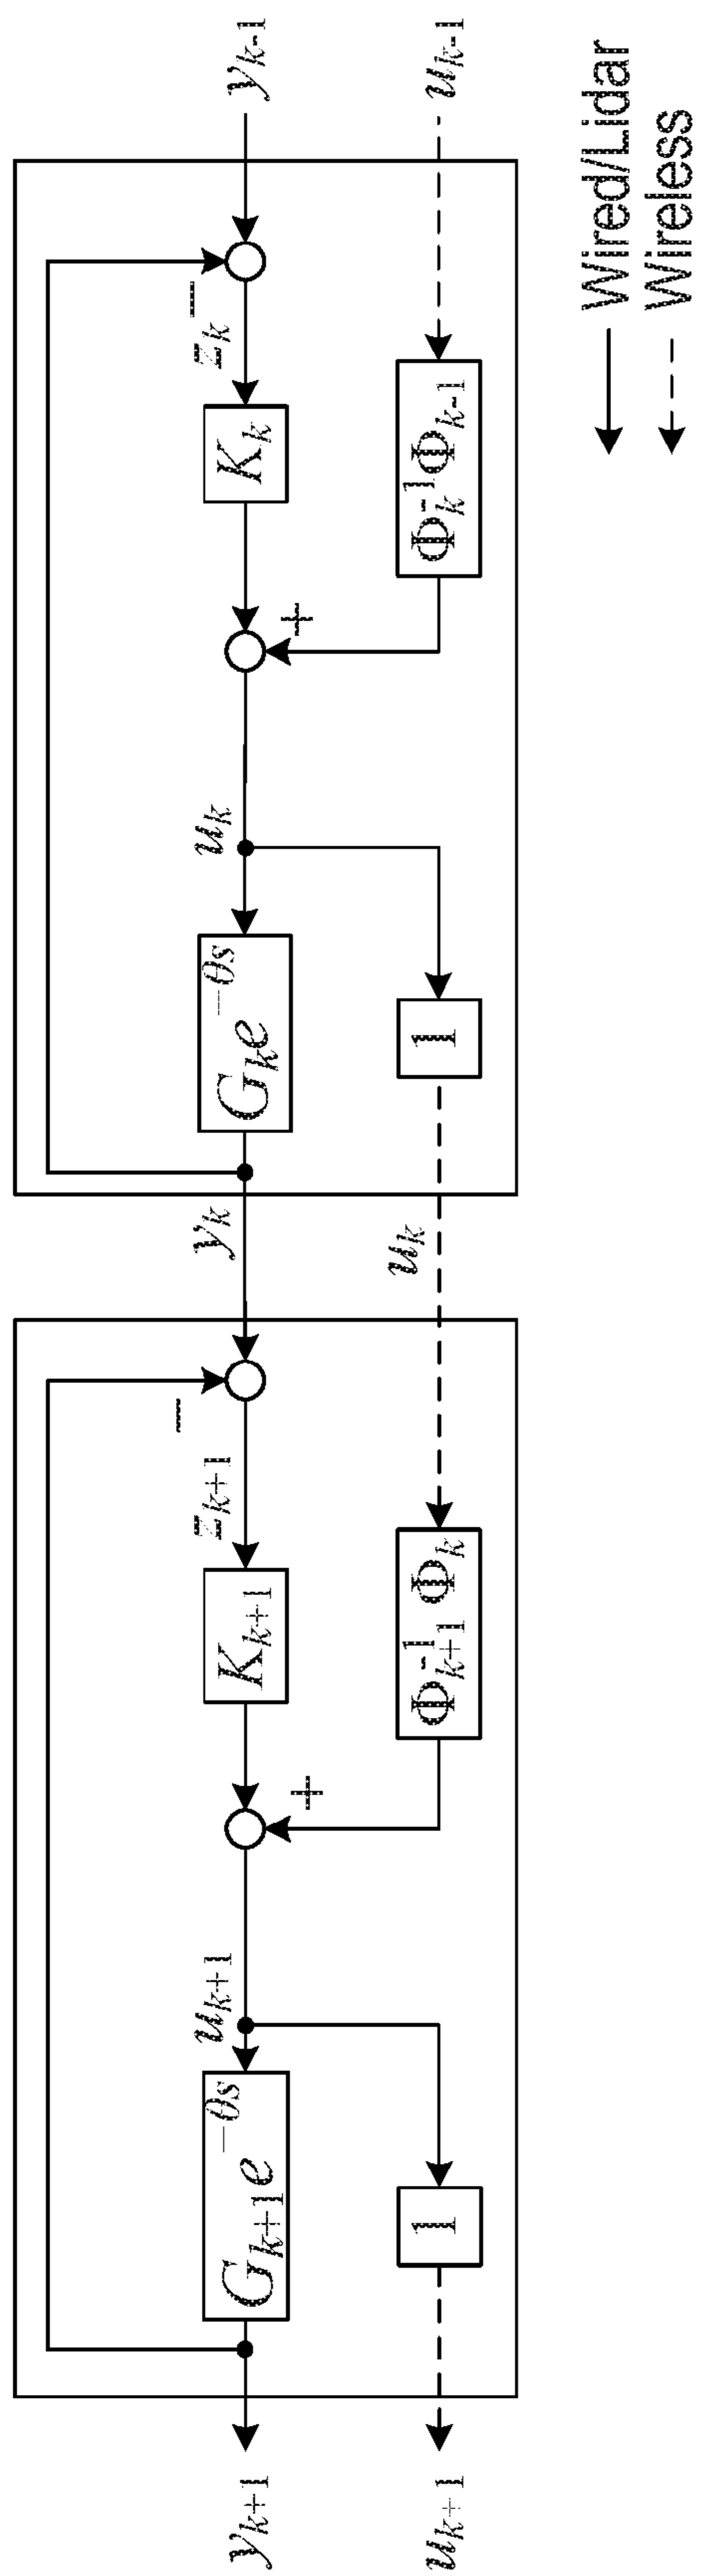 y_{k-1}
u_{k-1}
−
z_k
K_k
Φ_k^{-1}Φ_{k-1}
+
u_k
G_k e^{−θs}
1
y_k
u_k
−
z_{k+1}
K_{k+1}
Φ_{k+1}^{-1} Φ_k
+
u_{k+1}
G_{k+1} e^{−θs}
1
y_{k+1}
u_{k+1}
Wired/Lidar
Wireless